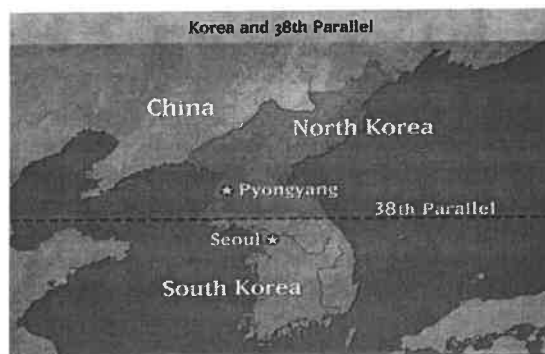 Korea and 38th Parallel
China
North Korea
Pyongyang
38th Parallel
Seoul
South Korea